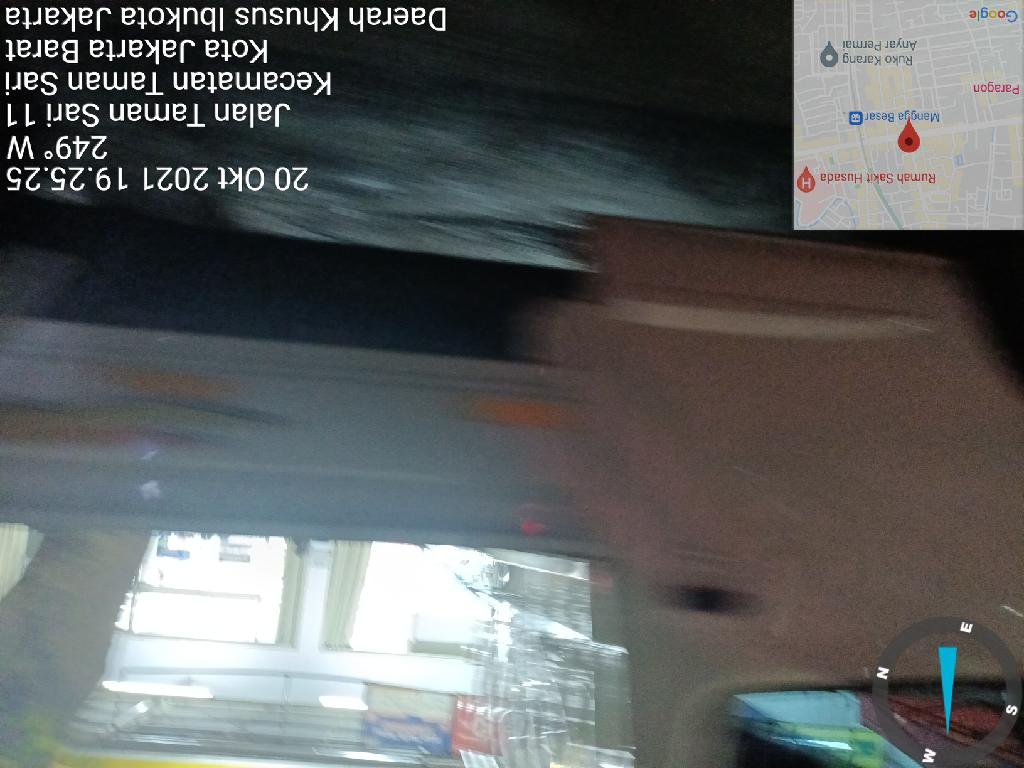 W
S
N
E
Rumah Sakit Husada
H
Mangga Besar
Paragon
Ruko Karang
Anyar Permai
Google
20 Okt 2021 19.25.25
249° W
Jalan Taman Sari 11
Kecamatan Taman Sari
Kota Jakarta Barat
Daerah Khusus Ibukota Jakarta